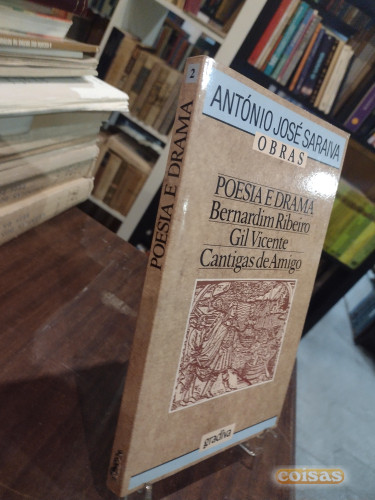 2
POESIA E DRAMA
ANTÓNIO JOSÉ SARAIVA
OBRAS
POESIA E DRAMA
Bernardim Ribeiro
Gil Vicente
Cantigas de Amigo
gradiva
coisas